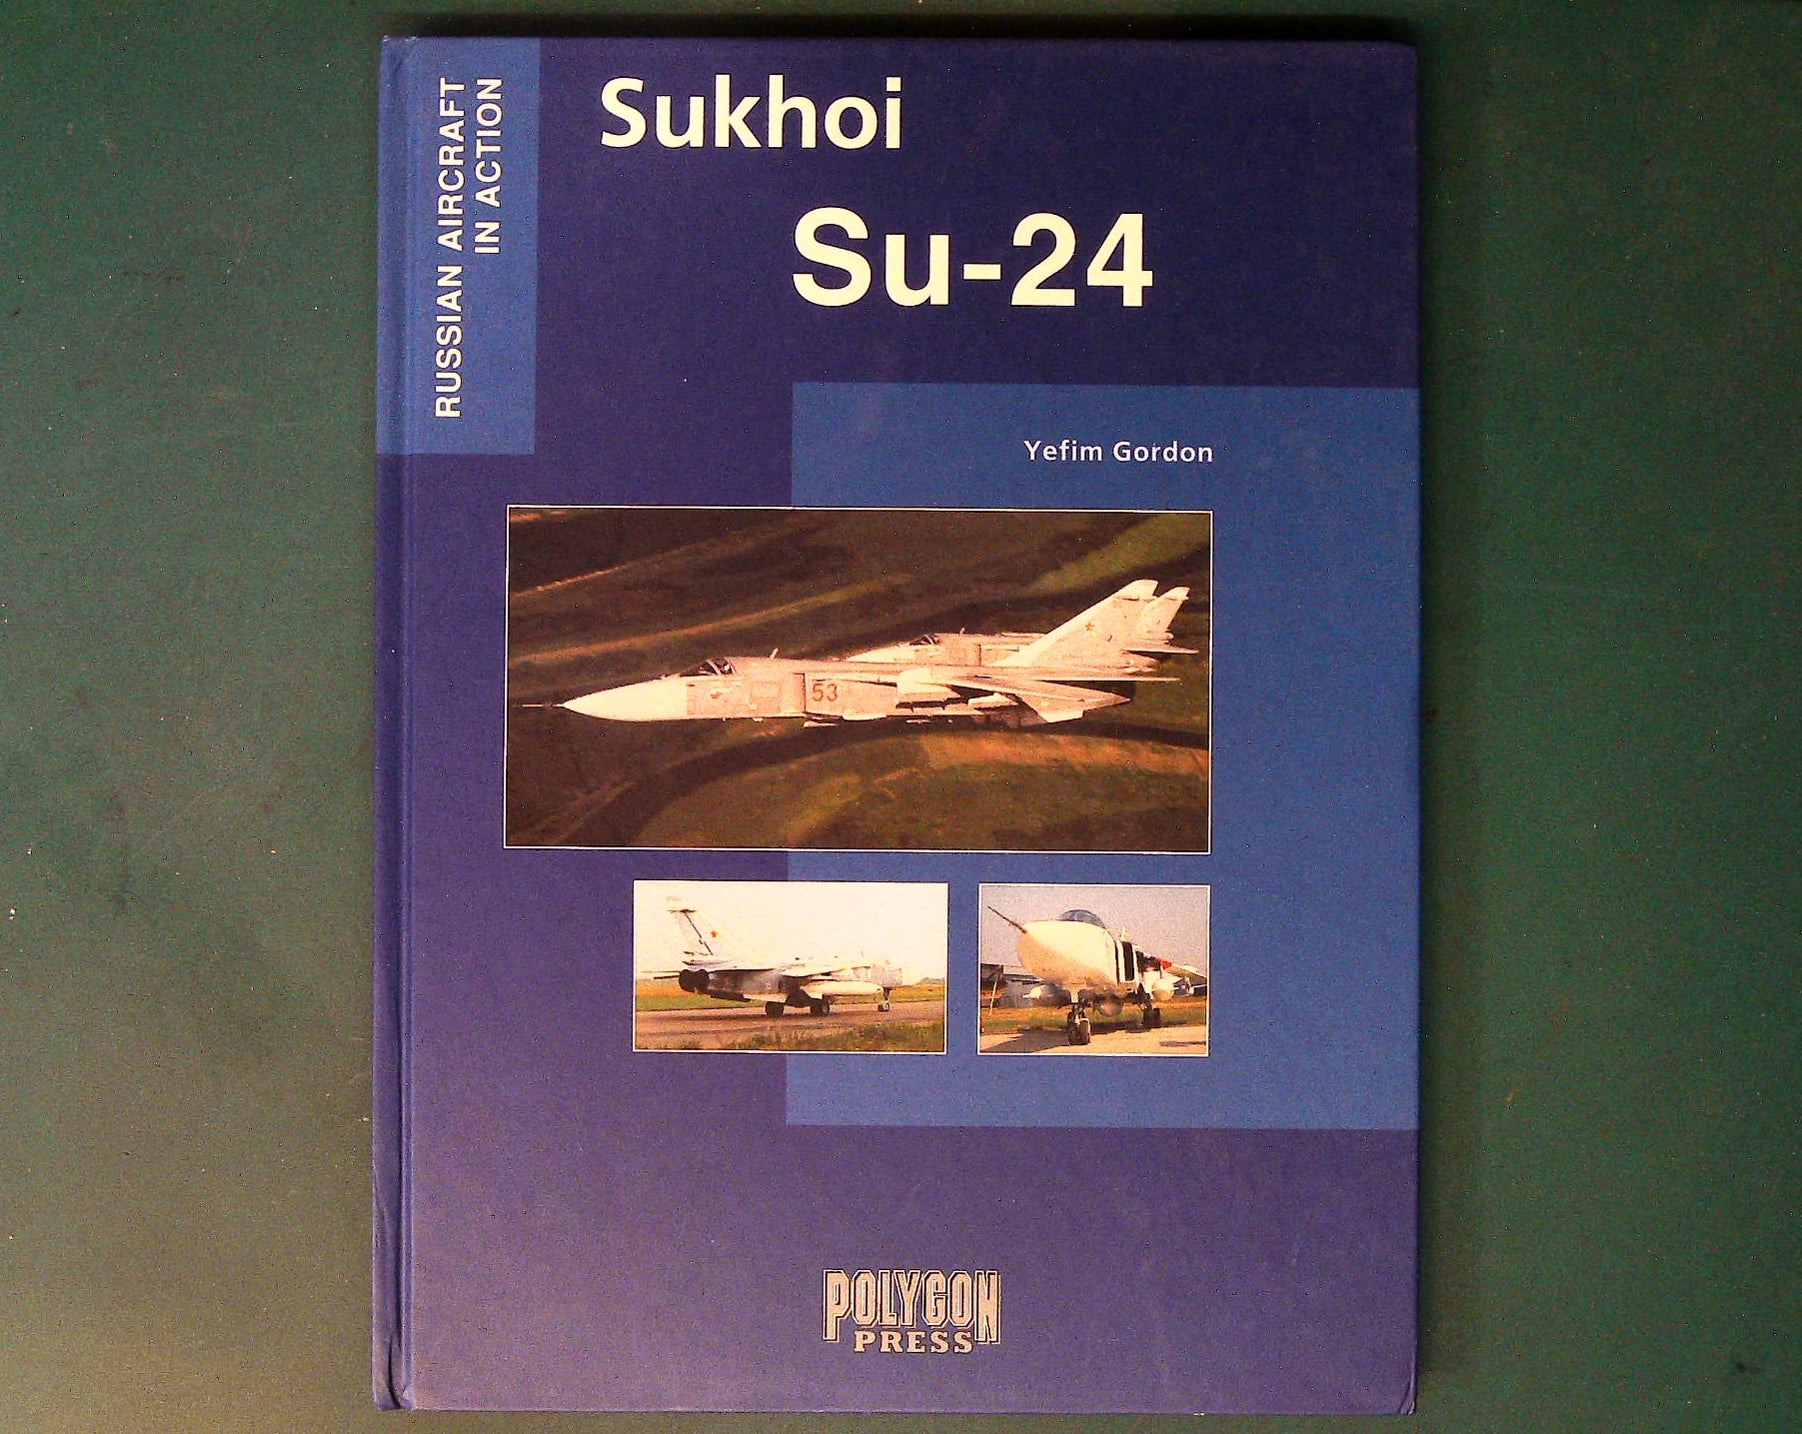 RUSSIAN AIRCRAFT
IN ACTION
Sukhoi
Su-24
Yefim Gordon
53
POLYGON
PRESS